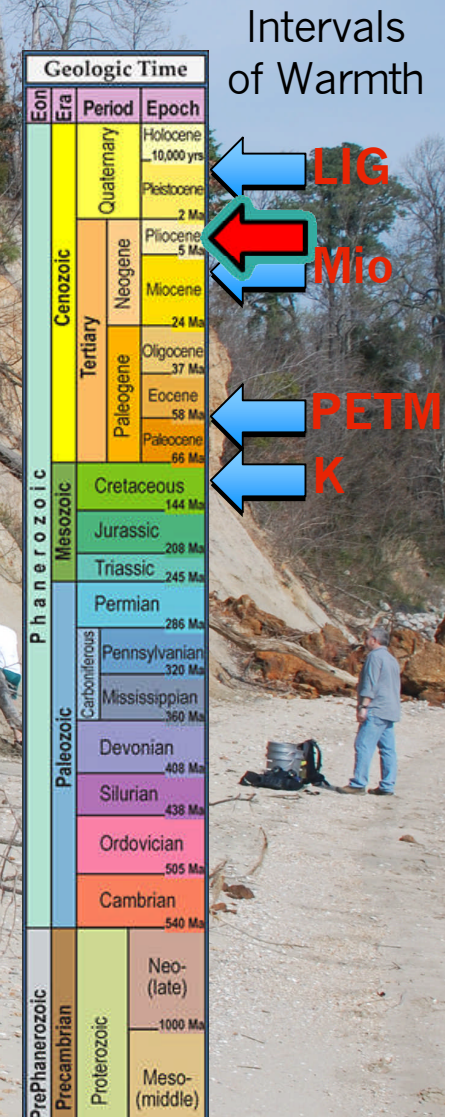 Intervals
of Warmth
Geologic Time
Eon
Era
Period
Epoch
Phanerozoic
Cenozoic
Quaternary
Holocene
10,000 yrs
Pleistocene
2 Ma
LIG
Tertiary
Neogene
Pliocene
5 Ma
Mio
Miocene
24 Ma
Paleogene
Oligocene
37 Ma
Eocene
58 Ma
PETM
Paleocene
66 Ma
Mesozoic
Cretaceous
144 Ma
K
Jurassic
208 Ma
Triassic
245 Ma
Paleozoic
Permian
286 Ma
Carboniferous
Pennsylvanian
320 Ma
Mississippian
360 Ma
Devonian
408 Ma
Silurian
438 Ma
Ordovician
505 Ma
Cambrian
540 Ma
PrePhanerozoic
Precambrian
Proterozoic
Neo-
(late)
1000 Ma
Meso-
(middle)